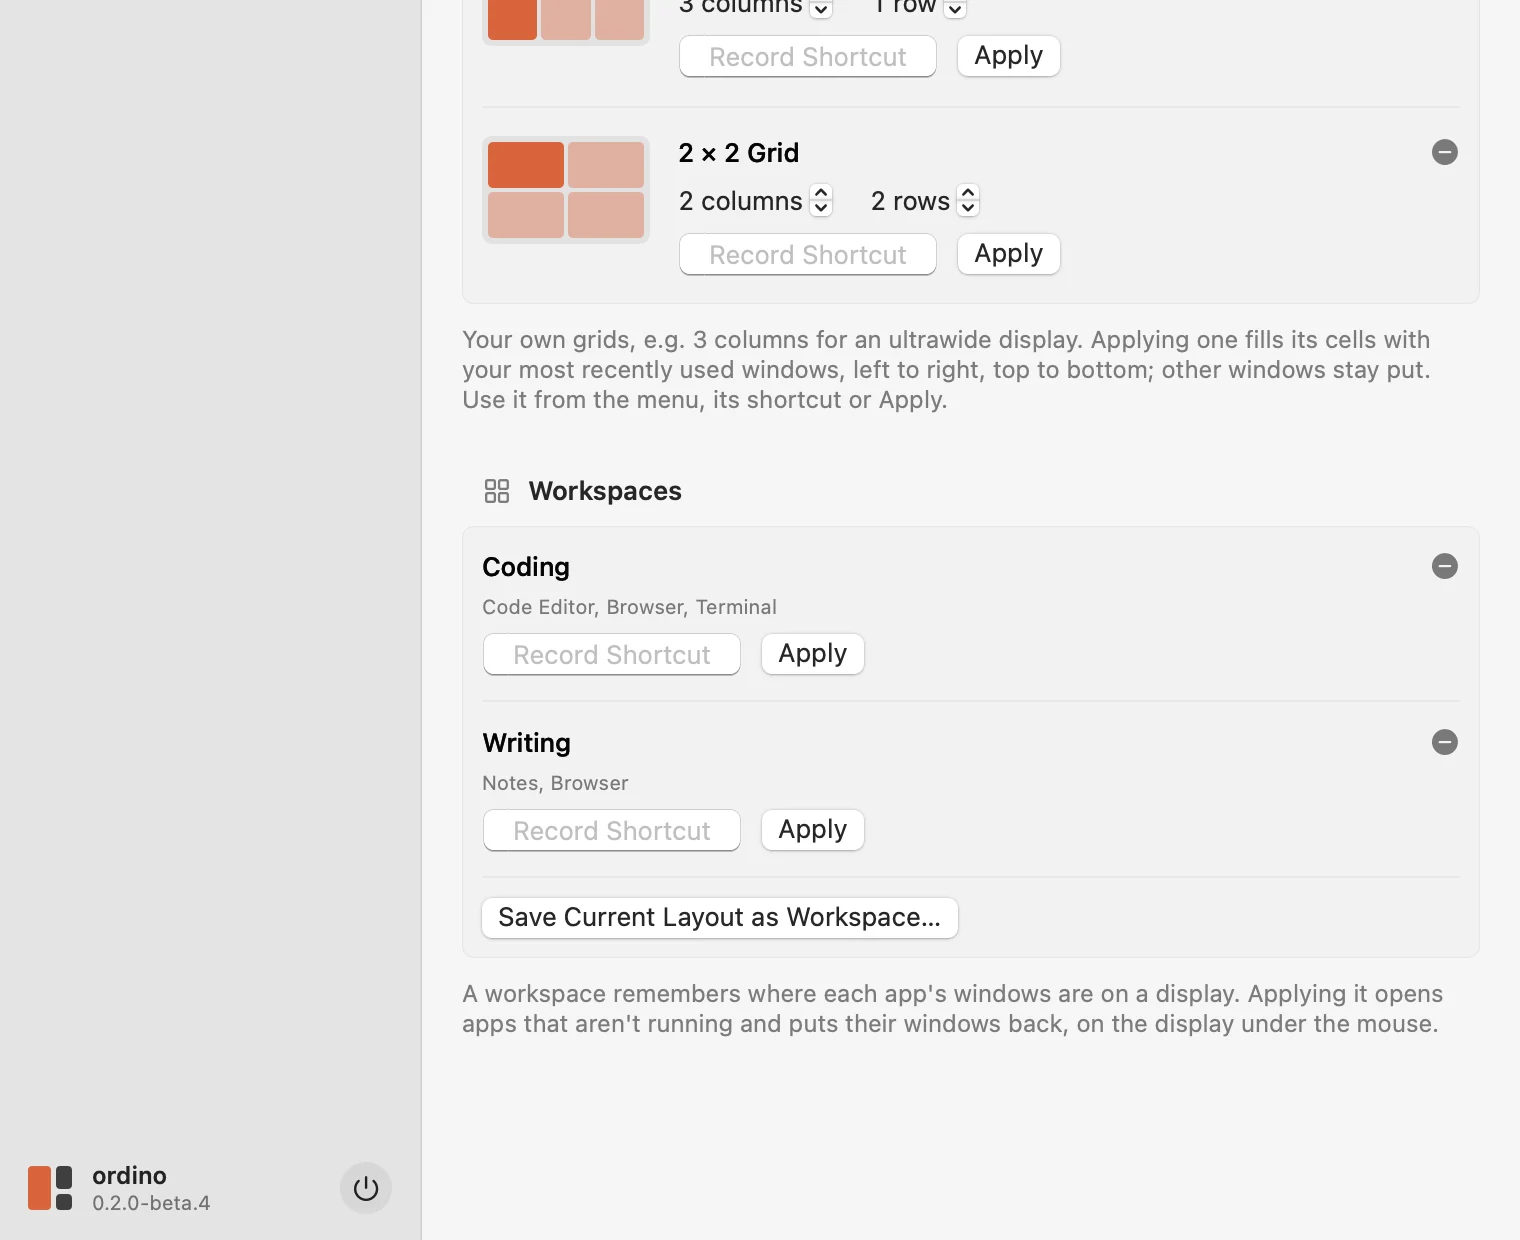 3 columns 1 row
Record Shortcut Apply
2 × 2 Grid
2 columns 2 rows
Record Shortcut Apply
Your own grids, e.g. 3 columns for an ultrawide display. Applying one fills its cells with
your most recently used windows, left to right, top to bottom; other windows stay put.
Use it from the menu, its shortcut or Apply.
Workspaces
Coding
Code Editor, Browser, Terminal
Record Shortcut Apply
Writing
Notes, Browser
Record Shortcut Apply
Save Current Layout as Workspace...
A workspace remembers where each app's windows are on a display. Applying it opens
apps that aren't running and puts their windows back, on the display under the mouse.
ordino
0.2.0-beta.4